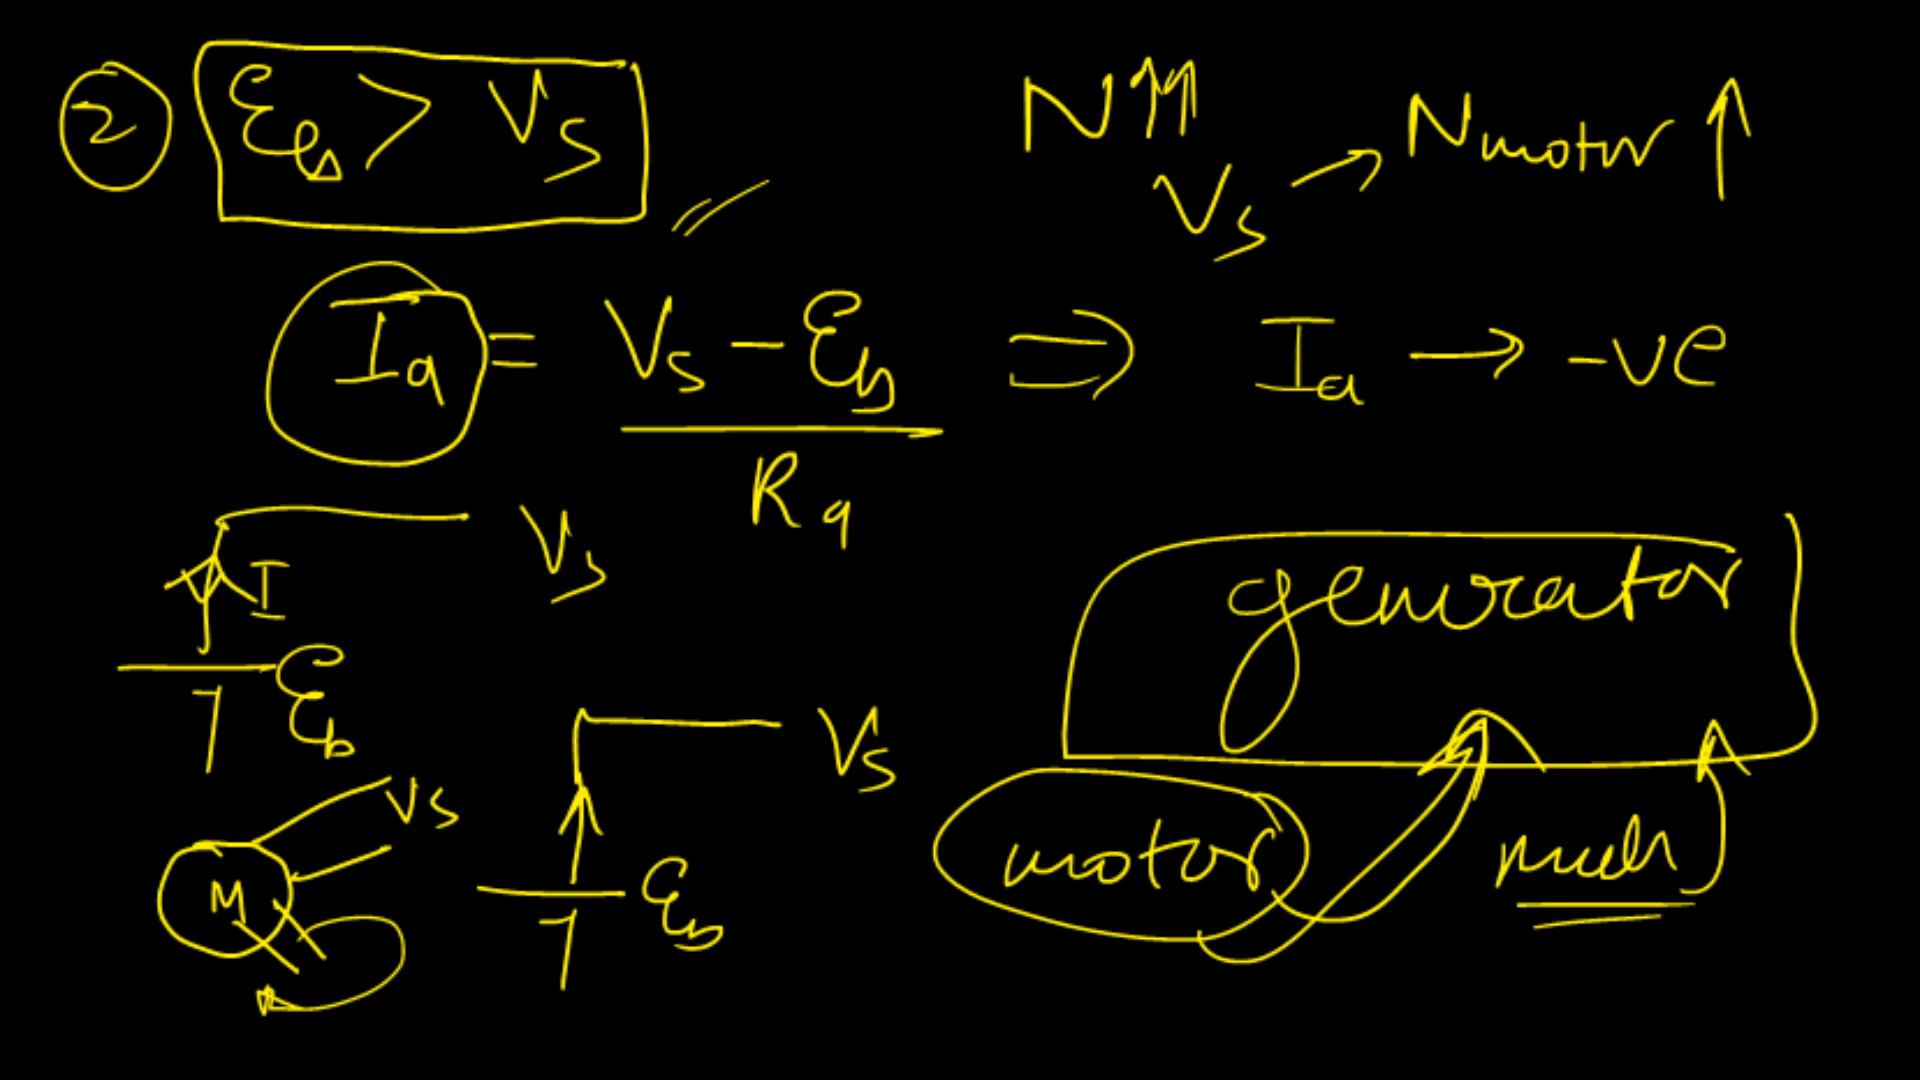 2 Eb > Vs
N↑↑
Vs → Nmotor ↑
Ia = Vs - Eb / Ra ⇒ Ia → -ve
Vs
I
Eb
generator
Vs
Vs
M
Eb
motor
mech